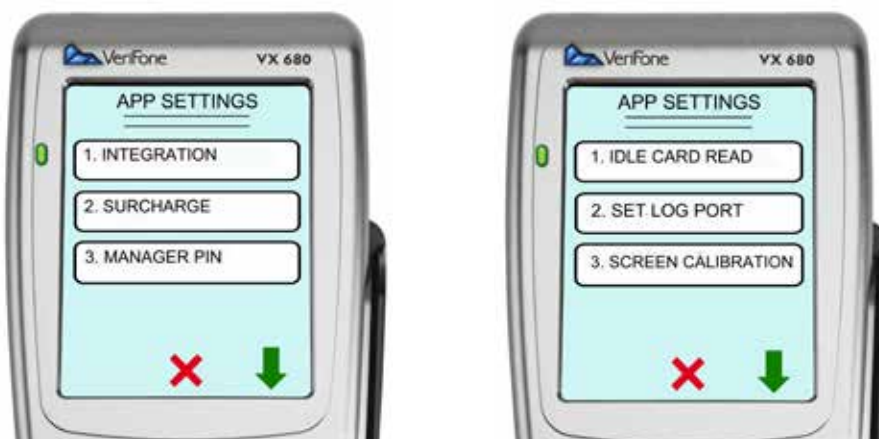 VeriFone VX 680
APP SETTINGS
1. INTEGRATION
2. SURCHARGE
3. MANAGER PIN
VeriFone VX 680
APP SETTINGS
1. IDLE CARD READ
2. SET LOG PORT
3. SCREEN CALIBRATION